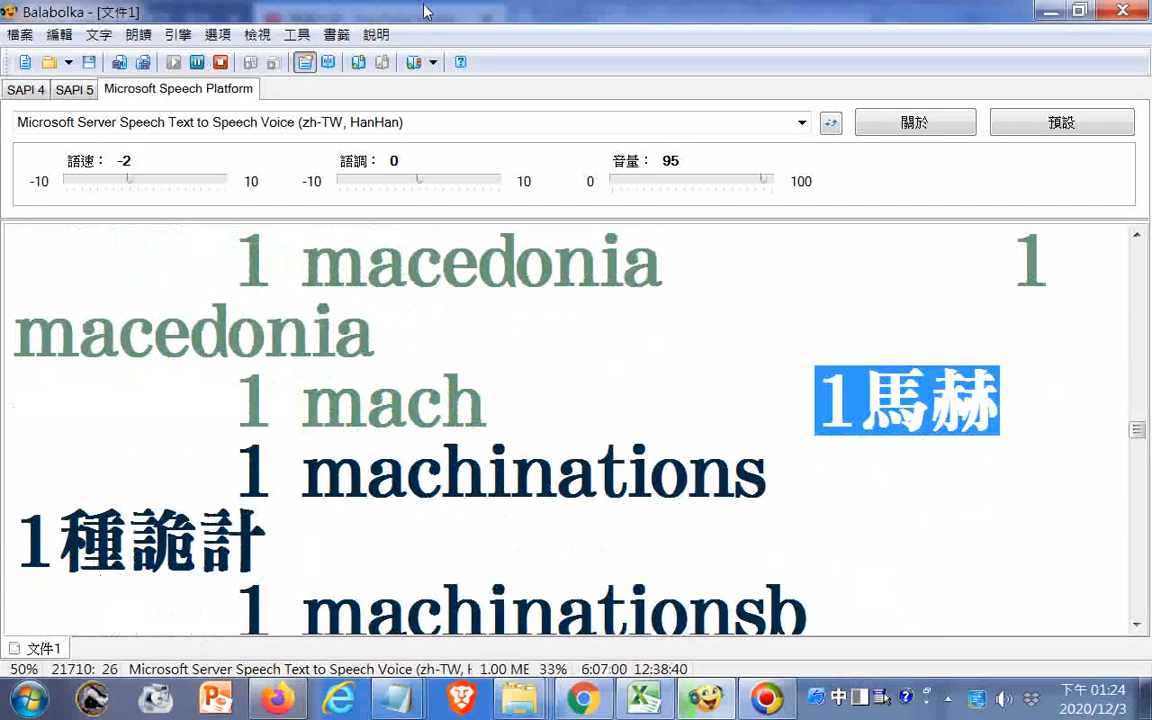 Balabolka - [文件1]
檔案 編輯 文字 朗讀 引擎 選項 檢視 工具 書籤 說明
SAPI 4 SAPI 5 Microsoft Speech Platform
Microsoft Server Speech Text to Speech Voice (zh-TW, HanHan) 關於 預設
語速： -2 語調： 0 音量： 95
-10 10 -10 10 0 100
1 macedonia 1
macedonia
1 mach 1馬赫
1 machinations
1種詭計
1 machinationsb
文件1
50% 21710: 26 Microsoft Server Speech Text to Speech Voice (zh-TW, 1.00 ME 33% 6:07:00 12:38:40
中 下午 01:24
2020/12/3